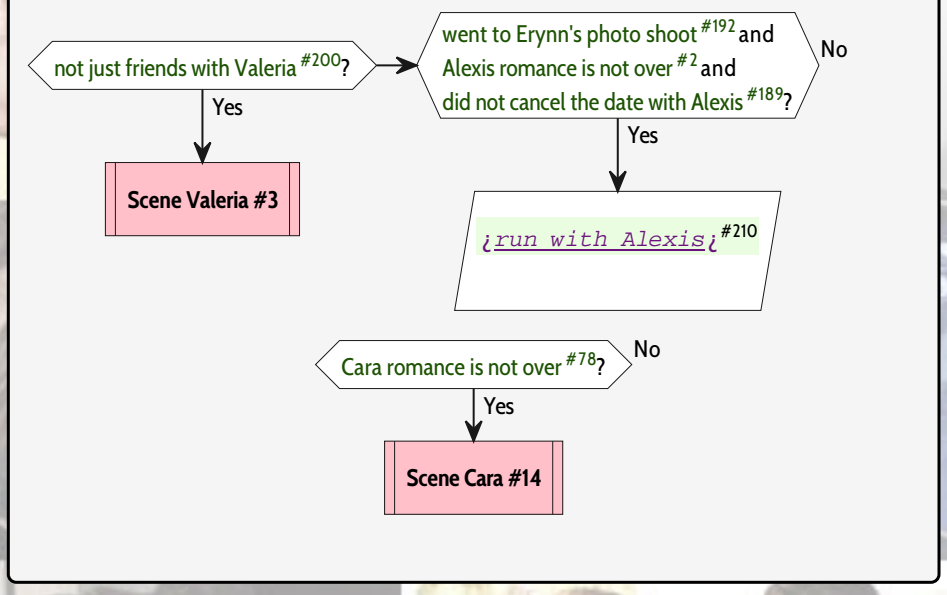 not just friends with Valeria #200?
Yes
Scene Valeria #3
went to Erynn's photo shoot #192 and
Alexis romance is not over #2 and
did not cancel the date with Alexis #189?
No
Yes
¿run with Alexis¿ #210
Cara romance is not over #78?
No
Yes
Scene Cara #14